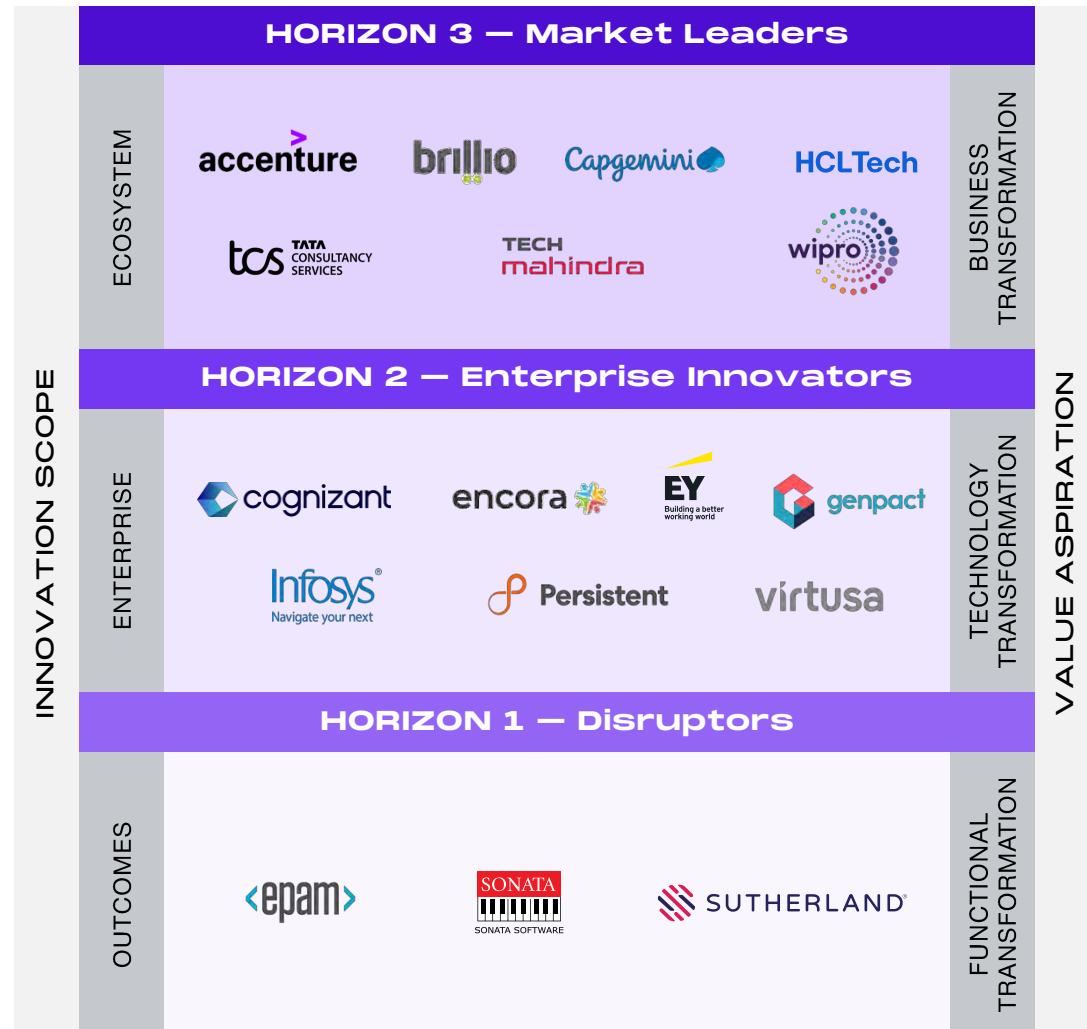 HORIZON 3 — Market Leaders
ECOSYSTEM
accenture
brillio
Capgemini
HCLTech
BUSINESS
TRANSFORMATION
tcs
TATA
CONSULTANCY
SERVICES
TECH
mahindra
wipro
INNOVATION SCOPE
HORIZON 2 — Enterprise Innovators
VALUE ASPIRATION
ENTERPRISE
cognizant
encora
EY
Building a better
working world
genpact
TECHNOLOGY
TRANSFORMATION
Infosys®
Navigate your next
Persistent
virtusa
HORIZON 1 — Disruptors
OUTCOMES
<epam>
SONATA
SONATA SOFTWARE
SUTHERLAND®
FUNCTIONAL
TRANSFORMATION